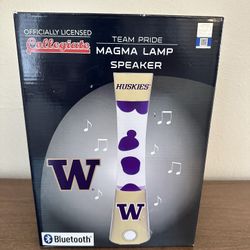 OFFICIALLY LICENSED
Collegiate
TEAM PRIDE
MAGMA LAMP
SPEAKER
HUSKIES
W
W
Bluetooth